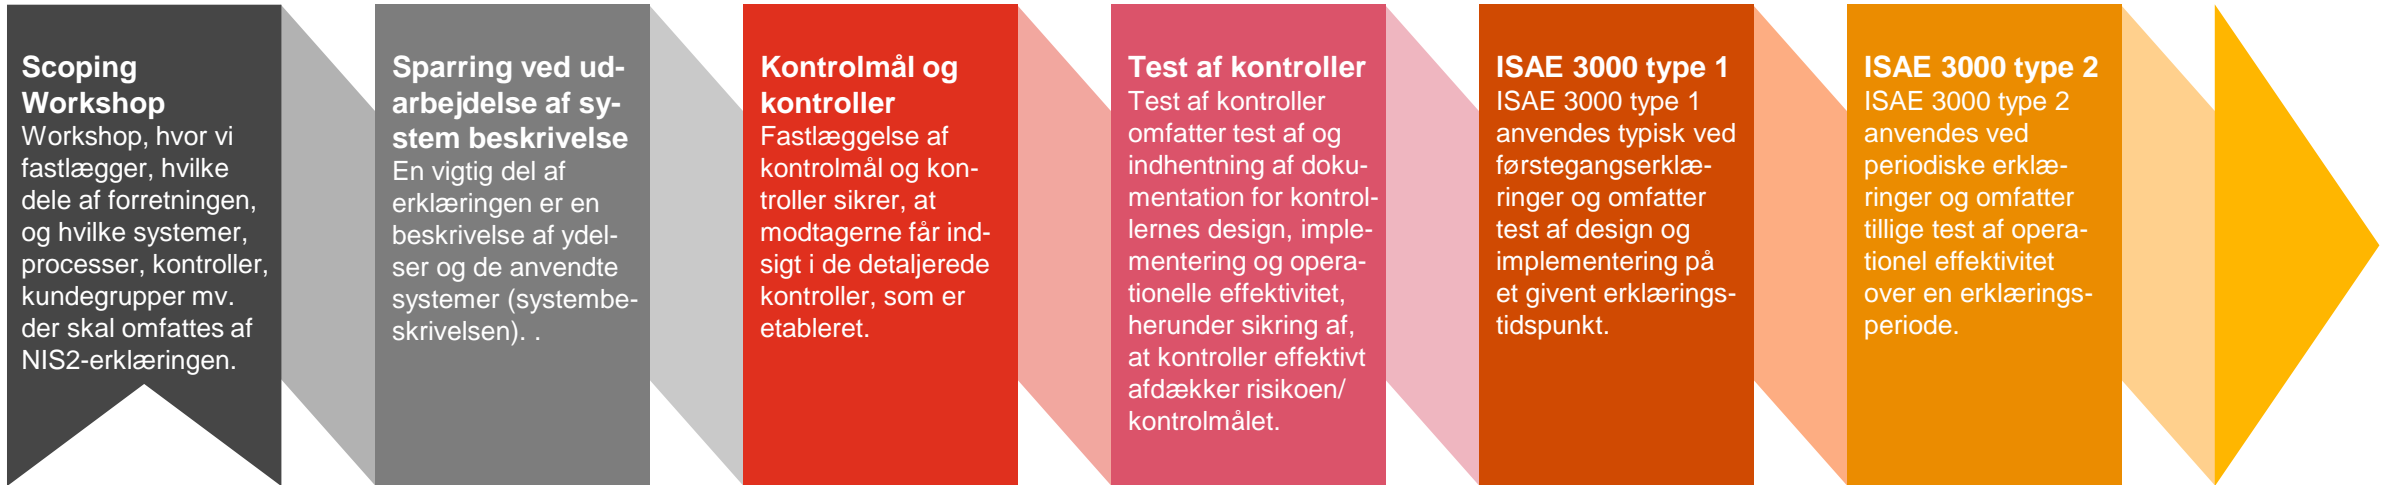 Scoping
Workshop
Workshop, hvor vi
fastlægger, hvilke
dele af forretningen,
og hvilke systemer,
processer, kontroller,
kundegrupper mv.
der skal omfattes af
NIS2-erklæringen.
Sparring ved ud-
arbejdelse af sy-
stem beskrivelse
En vigtig del af
erklæringen er en
beskrivelse af ydel-
ser og de anvendte
systemer (systembe-
skrivelsen). .
Kontrolmål og
kontroller
Fastlæggelse af
kontrolmål og kon-
troller sikrer, at
modtagerne får ind-
sigt i de detaljerede
kontroller, som er
etableret.
Test af kontroller
Test af kontroller
omfatter test af og
indhentning af doku-
mentation for kontrol-
lernes design, imple-
mentering og opera-
tionelle effektivitet,
herunder sikring af,
at kontroller effektivt
afdækker risikoen/
kontrolmålet.
ISAE 3000 type 1
ISAE 3000 type 1
anvendes typisk ved
førstegangserklæ-
ringer og omfatter
test af design og
implementering på
et givent erklærings-
tidspunkt.
ISAE 3000 type 2
ISAE 3000 type 2
anvendes ved
periodiske erklæ-
ringer og omfatter
tillige test af opera-
tionel effektivitet
over en erklærings-
periode.